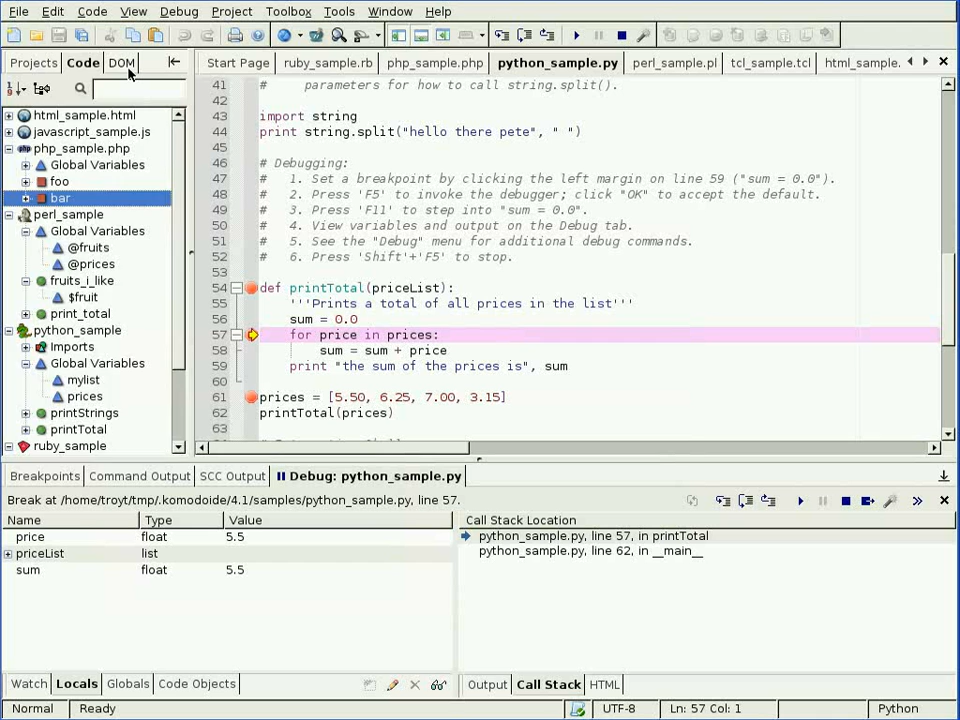 File Edit Code View Debug Project Toolbox Tools Window Help
Projects Code DOM
Start Page ruby_sample.rb php_sample.php python_sample.py perl_sample.pl tcl_sample.tcl html_sample.
html_sample.html
javascript_sample.js
php_sample.php
Global Variables
foo
bar
perl_sample
Global Variables
@fruits
@prices
fruits_i_like
$fruit
print_total
python_sample
Imports
Global Variables
mylist
prices
printStrings
printTotal
ruby_sample
41 # parameters for how to call string.split().
42
43 import string
44 print string.split("hello there pete", " ")
45
46 # Debugging:
47 # 1. Set a breakpoint by clicking the left margin on line 59 ("sum = 0.0").
48 # 2. Press 'F5' to invoke the debugger; click "OK" to accept the default.
49 # 3. Press 'F11' to step into "sum = 0.0".
50 # 4. View variables and output on the Debug tab.
51 # 5. See the "Debug" menu for additional debug commands.
52 # 6. Press 'Shift'+'F5' to stop.
53
54 def printTotal(priceList):
55 '''Prints a total of all prices in the list'''
56 sum = 0.0
57 for price in prices:
58 sum = sum + price
59 print "the sum of the prices is", sum
60
61 prices = [5.50, 6.25, 7.00, 3.15]
62 printTotal(prices)
63
Breakpoints Command Output SCC Output Debug: python_sample.py
Break at /home/troyt/tmp/.komodoide/4.1/samples/python_sample.py, line 57.
Name Type Value
price float 5.5
priceList list
sum float 5.5
Call Stack Location
python_sample.py, line 57, in printTotal
python_sample.py, line 62, in __main__
Watch Locals Globals Code Objects
Output Call Stack HTML
Normal Ready UTF-8 Ln: 57 Col: 1 Python